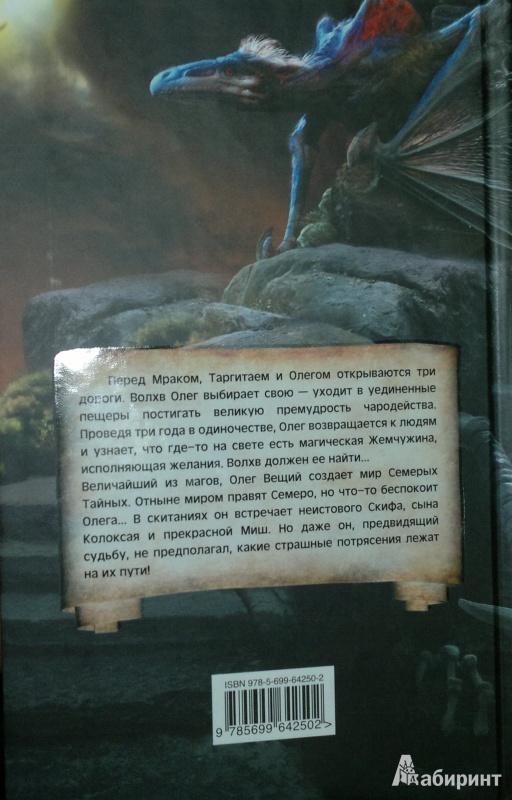 Перед Мраком, Таргитаем и Олегом открываются три
дороги. Волхв Олег выбирает свою — уходит в уединенные
пещеры постигать великую премудрость чародейства.
Проведя три года в одиночестве, Олег возвращается к людям
и узнает, что где-то на свете есть магическая Жемчужина,
исполняющая желания. Волхв должен ее найти...
Величайший из магов, Олег Вещий создает мир Семерых
Тайных. Отныне миром правят Семеро, но что-то беспокоит
Олега... В скитаниях он встречает неистового Скифа, сына
Колоксая и прекрасной Миш. Но даже он, предвидящий
судьбу, не предполагал, какие страшные потрясения лежат
на их пути!
ISBN 978-5-699-64250-2
9 785699 642502 >
Лабиринт